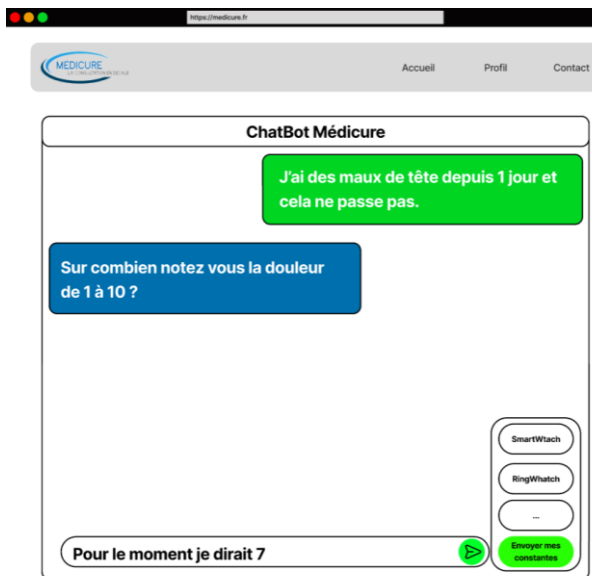 https://medicure.fr
MEDICURE
Accueil Profil Contact
ChatBot Médicure
J'ai des maux de tête depuis 1 jour et
cela ne passe pas.
Sur combien notez vous la douleur
de 1 à 10 ?
SmartWtach
RingWhatch
...
Envoyer mes
constantes
Pour le moment je dirait 7